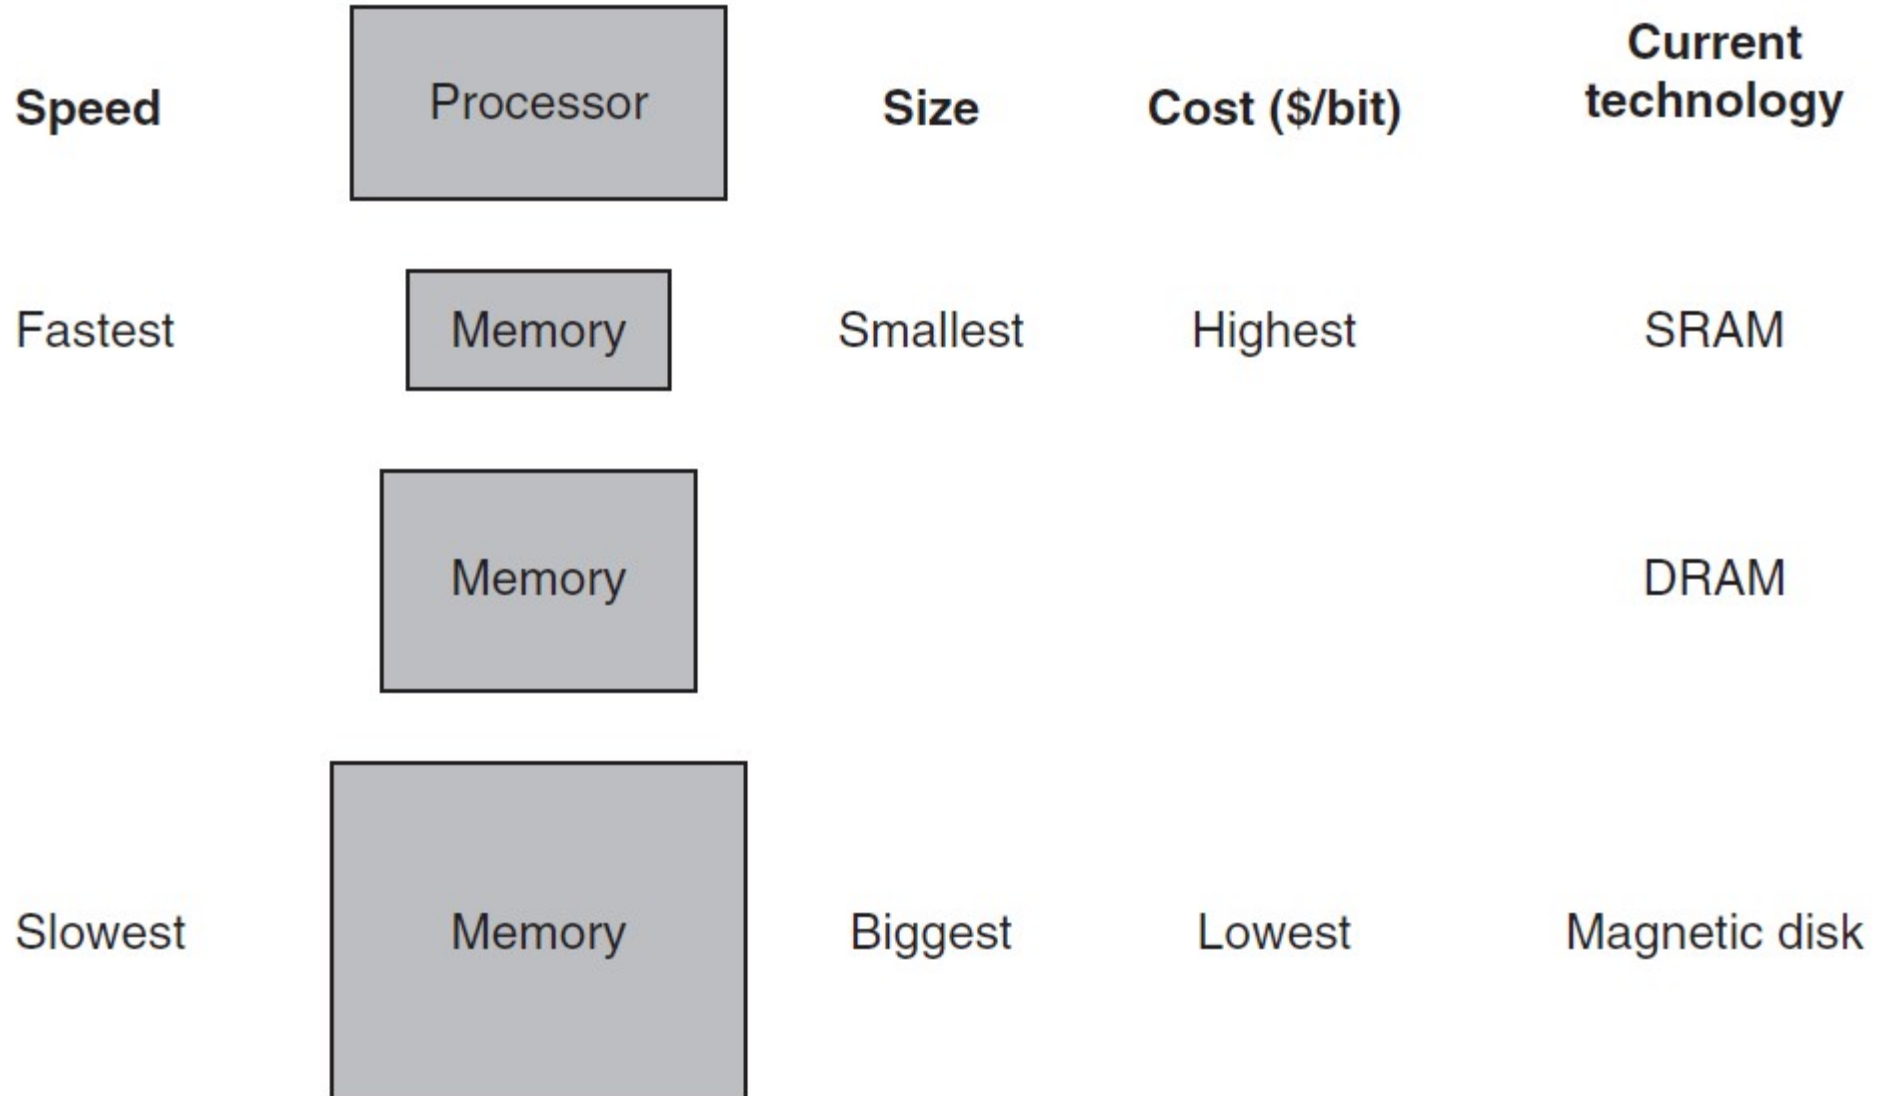 Speed Processor Size Cost ($/bit) Current
technology
Fastest Memory Smallest Highest SRAM
Memory DRAM
Slowest Memory Biggest Lowest Magnetic disk